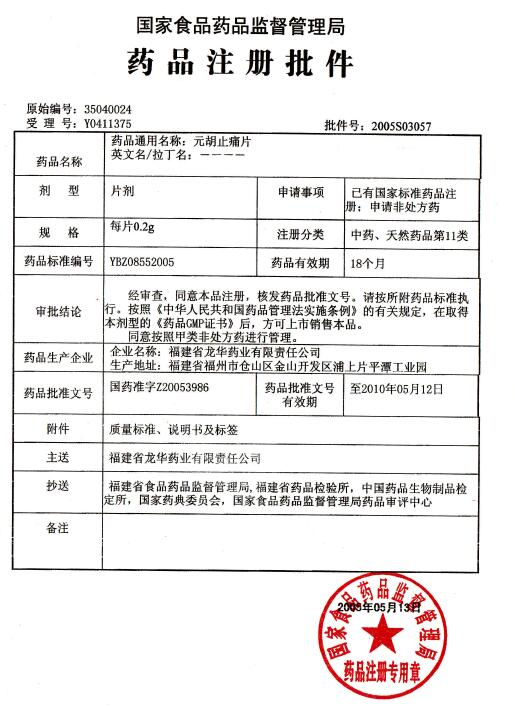 国家食品药品监督管理局
药品注册批件
原始编号：35040024
受 理 号：Y0411375
批件号：2005S03057
药品名称
药品通用名称：元胡止痛片
英文名/拉丁名：－－－－
剂 型
片剂
申请事项
已有国家标准药品注
册；申请非处方药
规 格
每片0.2g
注册分类
中药、天然药品第11类
药品标准编号
YBZ08552005
药品有效期
18个月
审批结论
经审查，同意本品注册，核发药品批准文号。请按所附药品标准执
行。按照《中华人民共和国药品管理法实施条例》的有关规定，在取得
本剂型的《药品GMP证书》后，方可上市销售本品。
同意按照甲类非处方药进行管理。
药品生产企业
企业名称：福建省龙华药业有限责任公司
生产地址：福建省福州市仓山区金山开发区浦上片平潭工业园
药品批准文号
国药准字Z20053986
药品批准文号
有效期
至2010年05月12日
附件
质量标准、说明书及标签
主送
福建省龙华药业有限责任公司
抄送
福建省食品药品监督管理局,福建省药品检验所，中国药品生物制品检
定所，国家药典委员会，国家食品药品监督管理局药品审评中心
备注
国家食品药品监督管理局
2005年05月13日
药品注册专用章